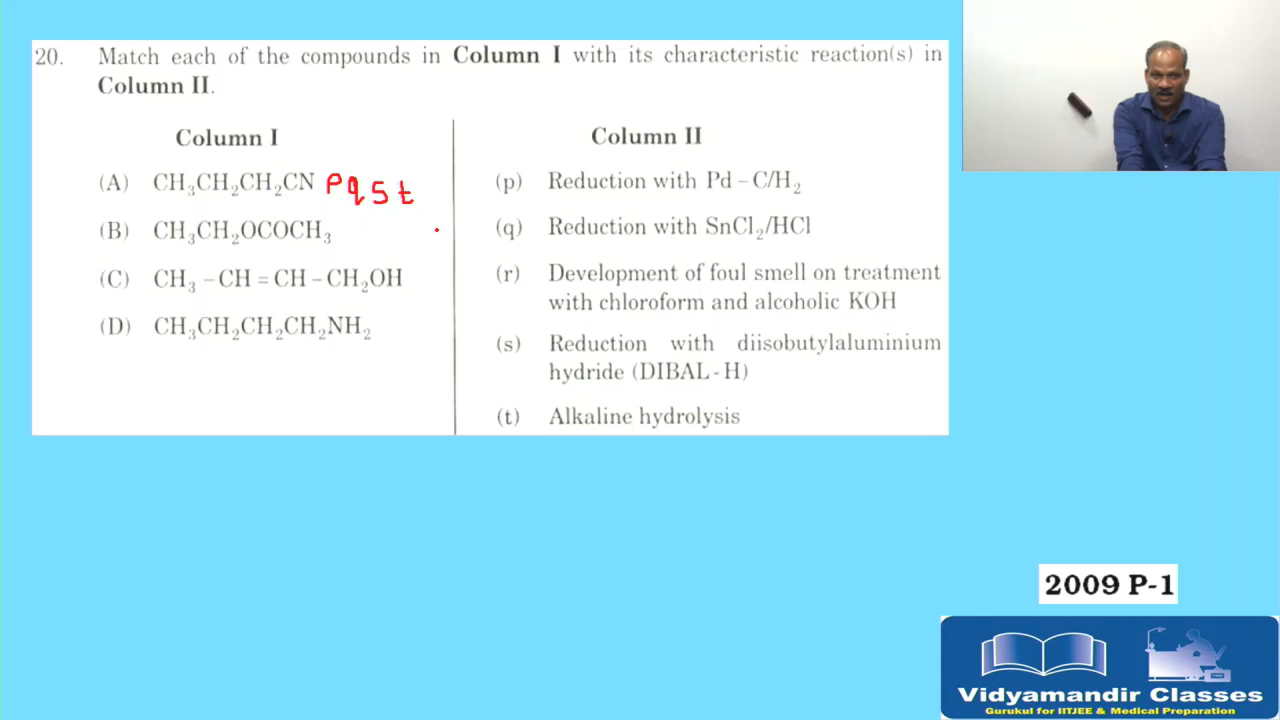 20. Match each of the compounds in Column I with its characteristic reaction(s) in
Column II.
Column I
(A) CH₃CH₂CH₂CN p q s t
(B) CH₃CH₂OCOCH₃
(C) CH₃ – CH = CH – CH₂OH
(D) CH₃CH₂CH₂CH₂NH₂
Column II
(p) Reduction with Pd – C/H₂
(q) Reduction with SnCl₂/HCl
(r) Development of foul smell on treatment
with chloroform and alcoholic KOH
(s) Reduction with diisobutylaluminium
hydride (DIBAL - H)
(t) Alkaline hydrolysis
2009 P-1
Vidyamandir Classes
Gurukul for IITJEE & Medical Preparation